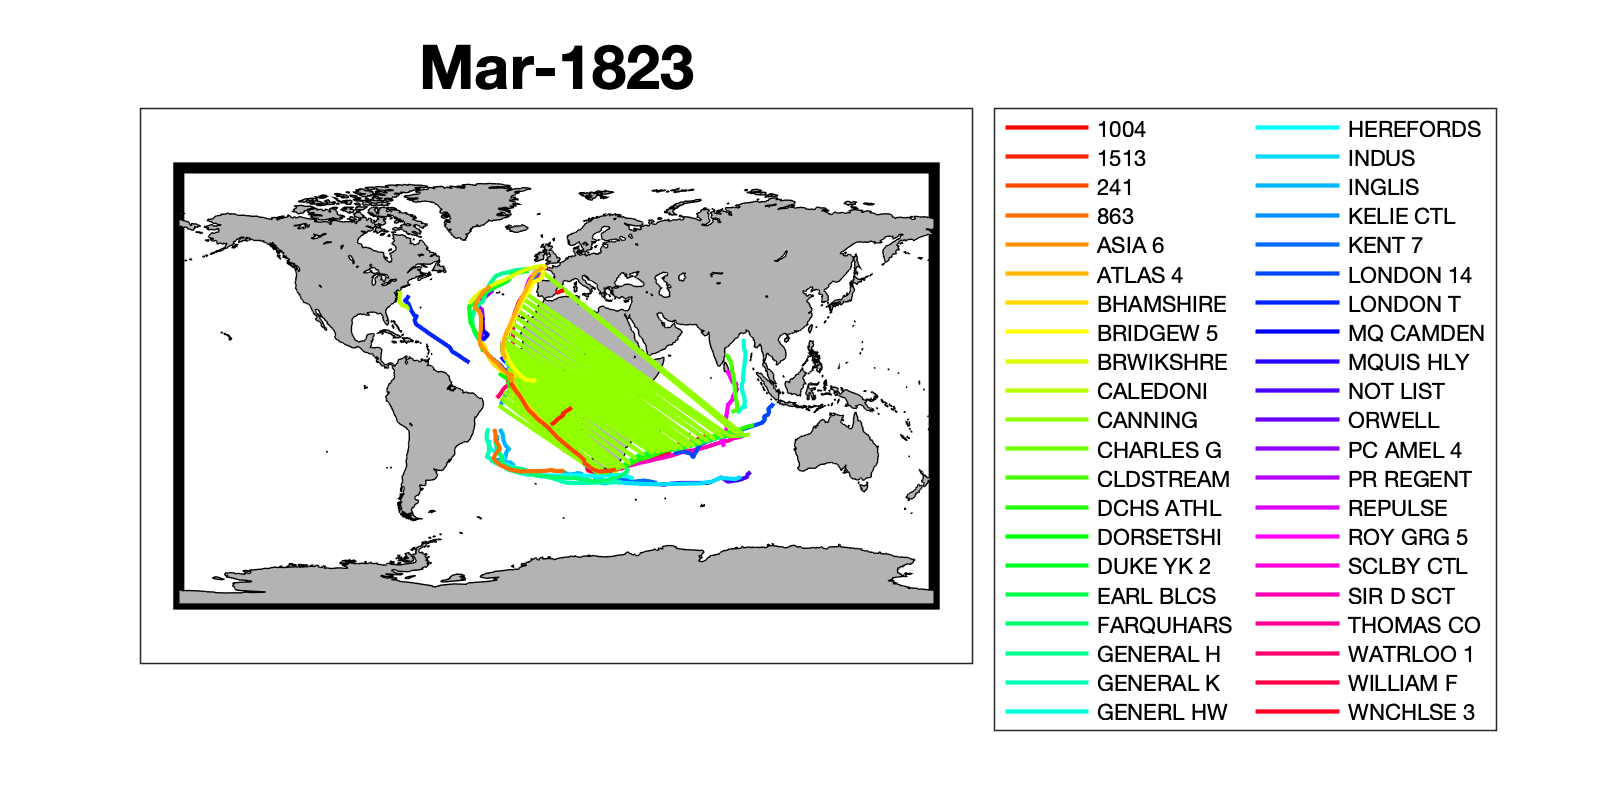 Mar-1823
1004
1513
241
863
ASIA 6
ATLAS 4
BHAMSHIRE
BRIDGEW 5
BRWIKSHRE
CALEDONI
CANNING
CHARLES G
CLDSTREAM
DCHS ATHL
DORSETSHI
DUKE YK 2
EARL BLCS
FARQUHARS
GENERAL H
GENERAL K
GENERL HW
HEREFORDS
INDUS
INGLIS
KELIE CTL
KENT 7
LONDON 14
LONDON T
MQ CAMDEN
MQUIS HLY
NOT LIST
ORWELL
PC AMEL 4
PR REGENT
REPULSE
ROY GRG 5
SCLBY CTL
SIR D SCT
THOMAS CO
WATRLOO 1
WILLIAM F
WNCHLSE 3